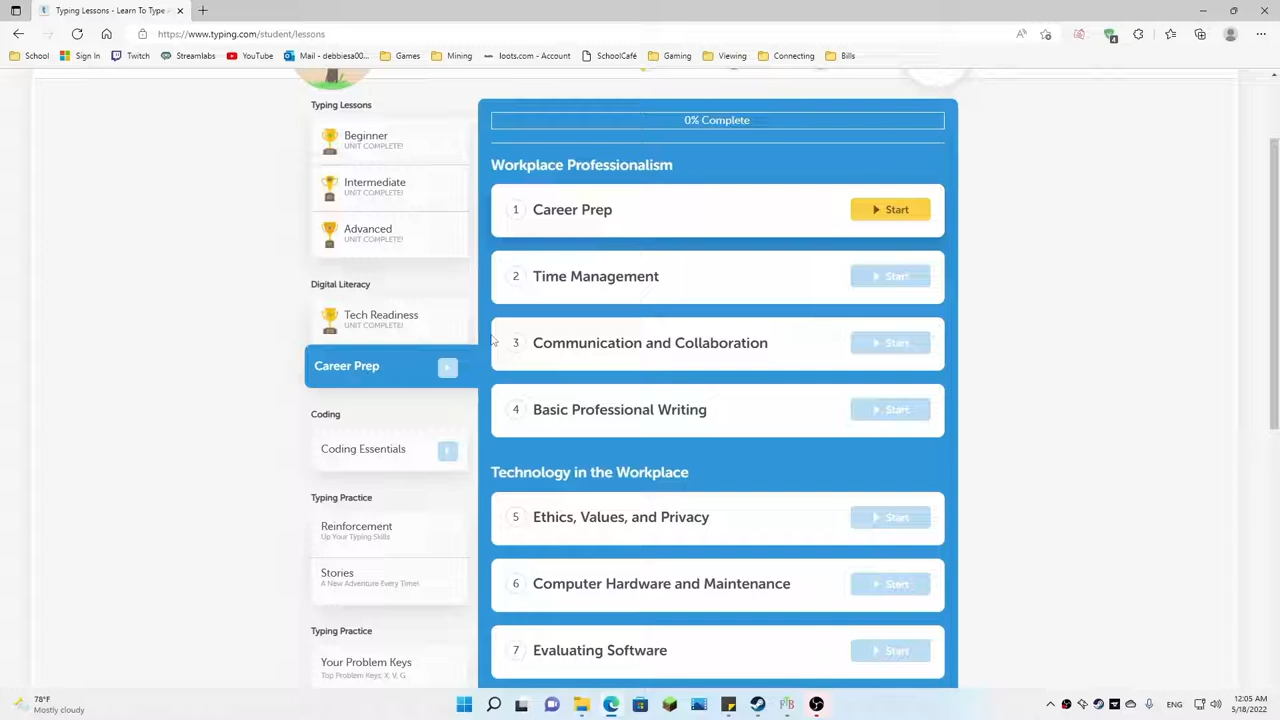 Typing Lessons - Learn To Type
https://www.typing.com/student/lessons
School
Sign In
Twitch
Streamlabs
YouTube
Mail - debbiesa00...
Games
Mining
loots.com - Account
SchoolCafé
Gaming
Viewing
Connecting
Bills
4
Typing Lessons
Beginner
UNIT COMPLETE!
Intermediate
UNIT COMPLETE!
Advanced
UNIT COMPLETE!
Digital Literacy
Tech Readiness
UNIT COMPLETE!
Career Prep
Coding
Coding Essentials
Typing Practice
Reinforcement
Up Your Typing Skills
Stories
A New Adventure Every Time!
Typing Practice
Your Problem Keys
Top Problem Keys, X, V, G
0% Complete
Workplace Professionalism
1 Career Prep Start
2 Time Management Start
3 Communication and Collaboration Start
4 Basic Professional Writing Start
Technology in the Workplace
5 Ethics, Values, and Privacy Start
6 Computer Hardware and Maintenance Start
7 Evaluating Software Start
78°F
Mostly cloudy
ENG
12:05 AM
5/18/2022